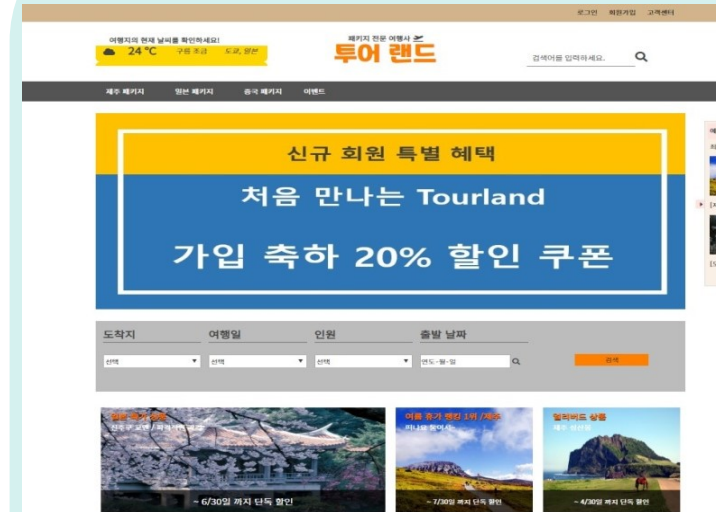 로그인 회원가입 고객센터
여행지의 현재 날씨를 확인하세요!
24 °C 구름 조금 도쿄, 일본
패키지 전문 여행사
투어 랜드
검색어를 입력하세요.
제주 패키지 일본 패키지 중국 패키지 이벤트
신규 회원 특별 혜택
처음 만나는 Tourland
가입 축하 20% 할인 쿠폰
도착지 여행일 인원 출발 날짜
선택 선택 선택 연도-월-일 검색
~ 6/30일 까지 단독 할인
여름 휴가 랭킹 1위 /제주
~ 7/30일 까지 단독 할인
얼리버드 상품
제주 성산봉
~ 4/30일 까지 단독 할인